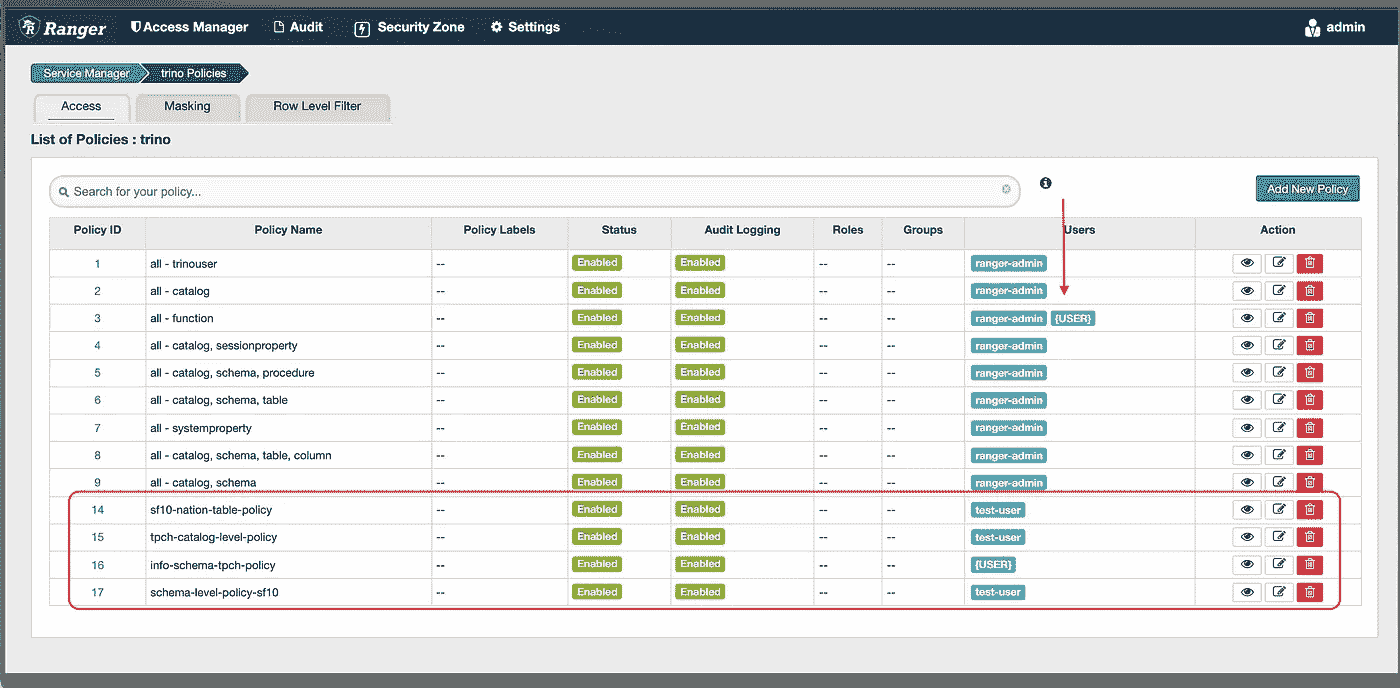 Ranger Access Manager Audit Security Zone Settings admin
Service Manager trino Policies
Access Masking Row Level Filter
List of Policies : trino
Search for your policy... Add New Policy
Policy ID Policy Name Policy Labels Status Audit Logging Roles Groups Users Action
1 all - trinouser -- Enabled Enabled -- -- ranger-admin
2 all - catalog -- Enabled Enabled -- -- ranger-admin
3 all - function -- Enabled Enabled -- -- ranger-admin {USER}
4 all - catalog, sessionproperty -- Enabled Enabled -- -- ranger-admin
5 all - catalog, schema, procedure -- Enabled Enabled -- -- ranger-admin
6 all - catalog, schema, table -- Enabled Enabled -- -- ranger-admin
7 all - systemproperty -- Enabled Enabled -- -- ranger-admin
8 all - catalog, schema, table, column -- Enabled Enabled -- -- ranger-admin
9 all - catalog, schema -- Enabled Enabled -- -- ranger-admin
14 sf10-nation-table-policy -- Enabled Enabled -- -- test-user
15 tpch-catalog-level-policy -- Enabled Enabled -- -- test-user
16 info-schema-tpch-policy -- Enabled Enabled -- -- {USER}
17 schema-level-policy-sf10 -- Enabled Enabled -- -- test-user